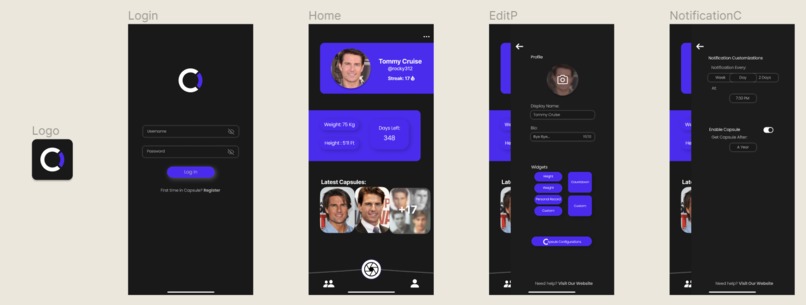 Logo
Login
Username
Password
Log In
First time in Capsule? Register
Home
Tommy Cruise
@rocky312
Streak: 17
Weight: 75 Kg
Height: 5'11 Ft
Days Left:
348
Latest Capsules:
+17
EditP
Profile
Display Name:
Tommy Cruise
Bio
Bye Bye,
Widgets
Height
Weight
Personal Record
Custom
Countdown
Custom
Capsule Configurations
Need help? Visit Our Website
NotificationC
Notification Customizations
Notification Every
Week
Day
2 Days
At:
7:30 PM
Enable Capsule
Get Capsule After:
A Year
Need help? Visit Our Website